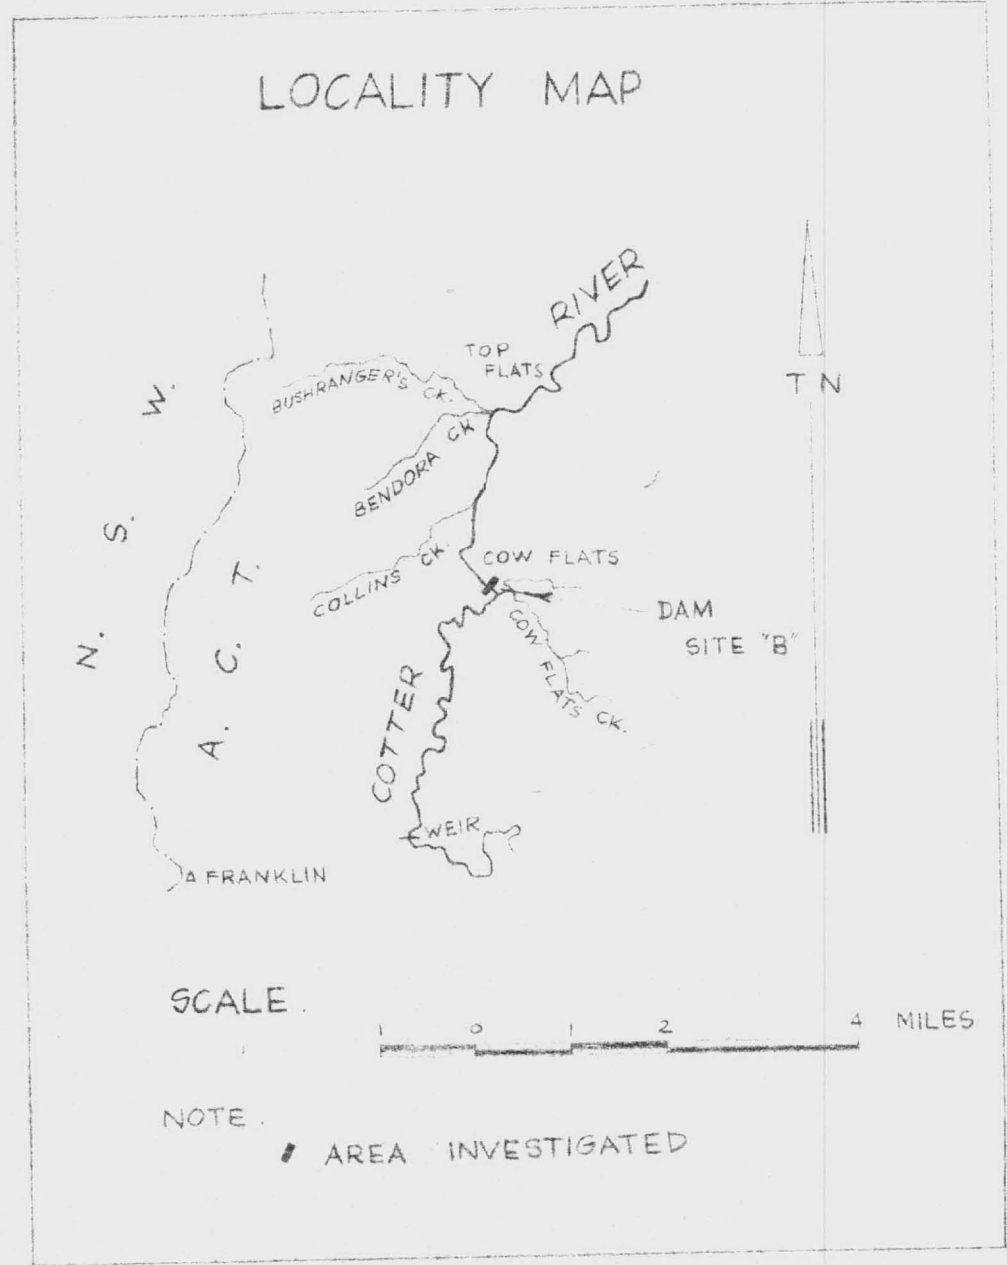 LOCALITY MAP
RIVER
TOP
FLATS
BUSHRANGER'S CK.
BENDORA CK
COLLINS CK.
T N
N. S. W.
A. C. T.
COW FLATS
DAM
SITE "B"
COW FLATS CK.
COTTER
WEIR
FRANKLIN
SCALE.
1 0 1 2 4 MILES
NOTE.
AREA INVESTIGATED